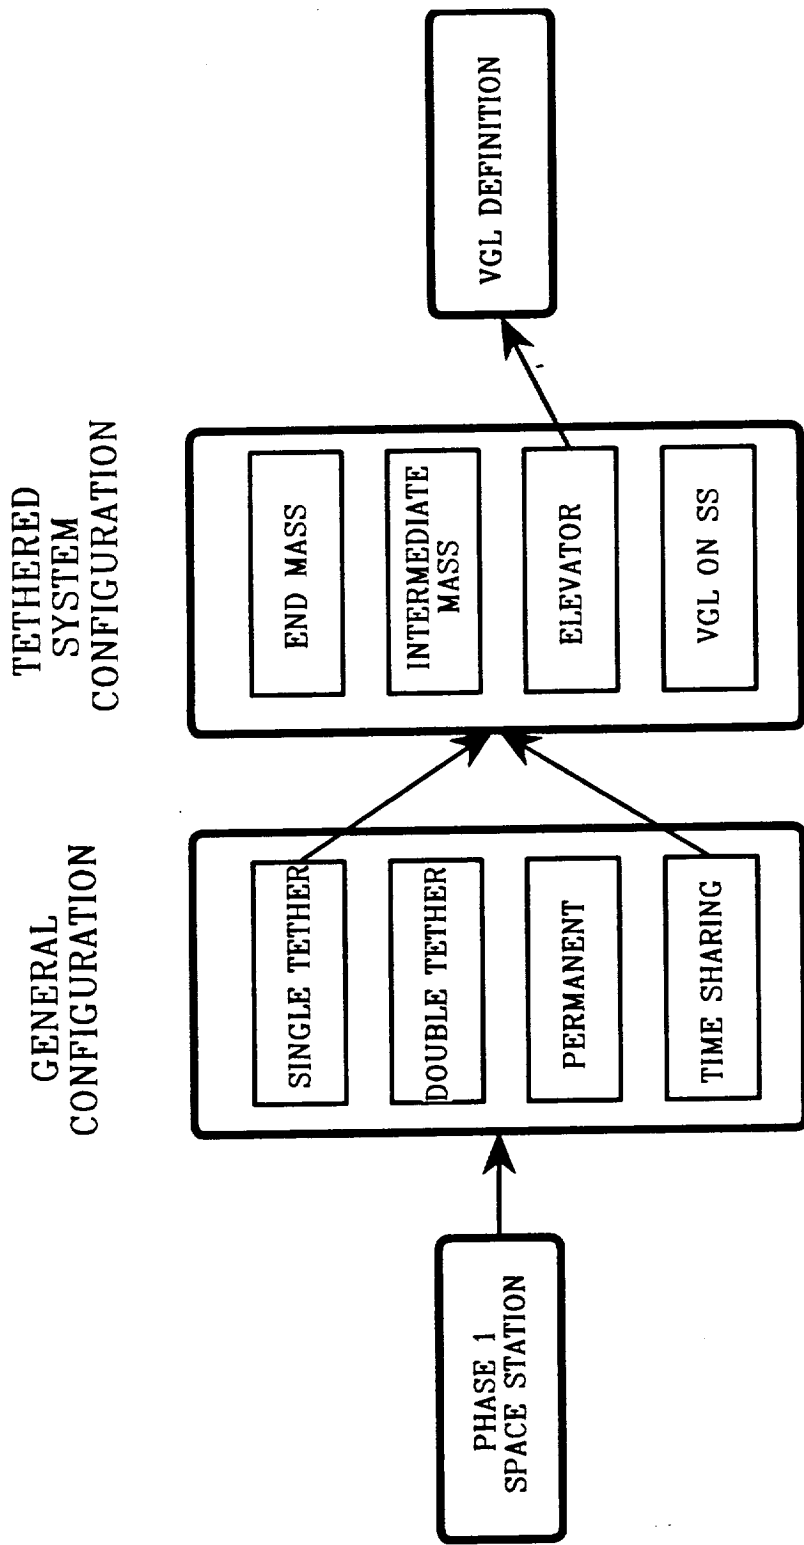 GENERAL
CONFIGURATION
TETHERED
SYSTEM
CONFIGURATION
PHASE 1
SPACE STATION
SINGLE TETHER
DOUBLE TETHER
PERMANENT
TIME SHARING
END MASS
INTERMEDIATE
MASS
ELEVATOR
VGL ON SS
VGL DEFINITION